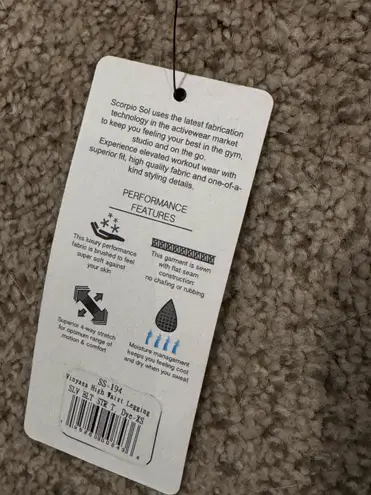 Scorpio Sol uses the latest fabrication
technology in the activewear market
to keep you feeling your best in the gym,
studio and on the go.
Experience elevated workout wear with
superior fit, high quality fabric and one-of-a-
kind styling details.
PERFORMANCE
FEATURES
This luxury performance
fabric is brushed to feel
super soft against
your skin
This garment is sewn
with flat seam
construction:
no chafing or rubbing
Superior 4-way stretch
for optimum range of
motion & comfort
Moisture management
keeps you feeling cool
and dry when you sweat
SS-194
Vinyasa High Waist Legging
SLV BLT STR T Dye-XS